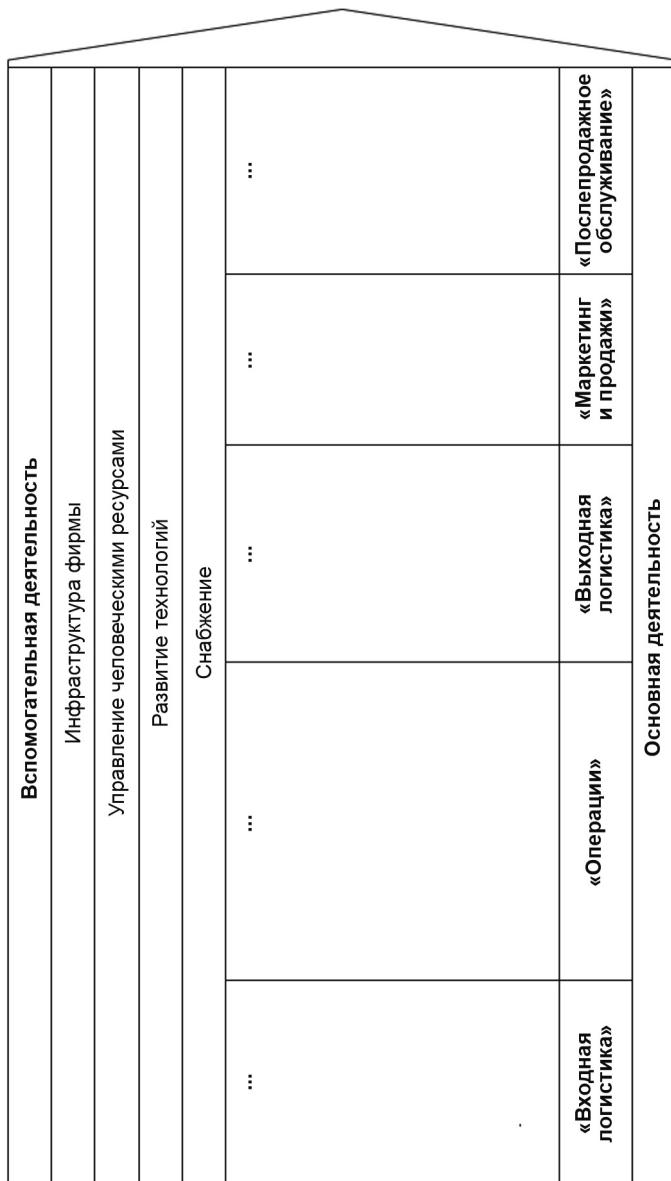 Вспомогательная деятельность
Инфраструктура фирмы
Управление человеческими ресурсами
Развитие технологий
Снабжение
...
...
...
...
...
«Входная
логистика»
«Операции»
«Выходная
логистика»
«Маркетинг
и продажи»
«Послепродажное
обслуживание»
Основная деятельность